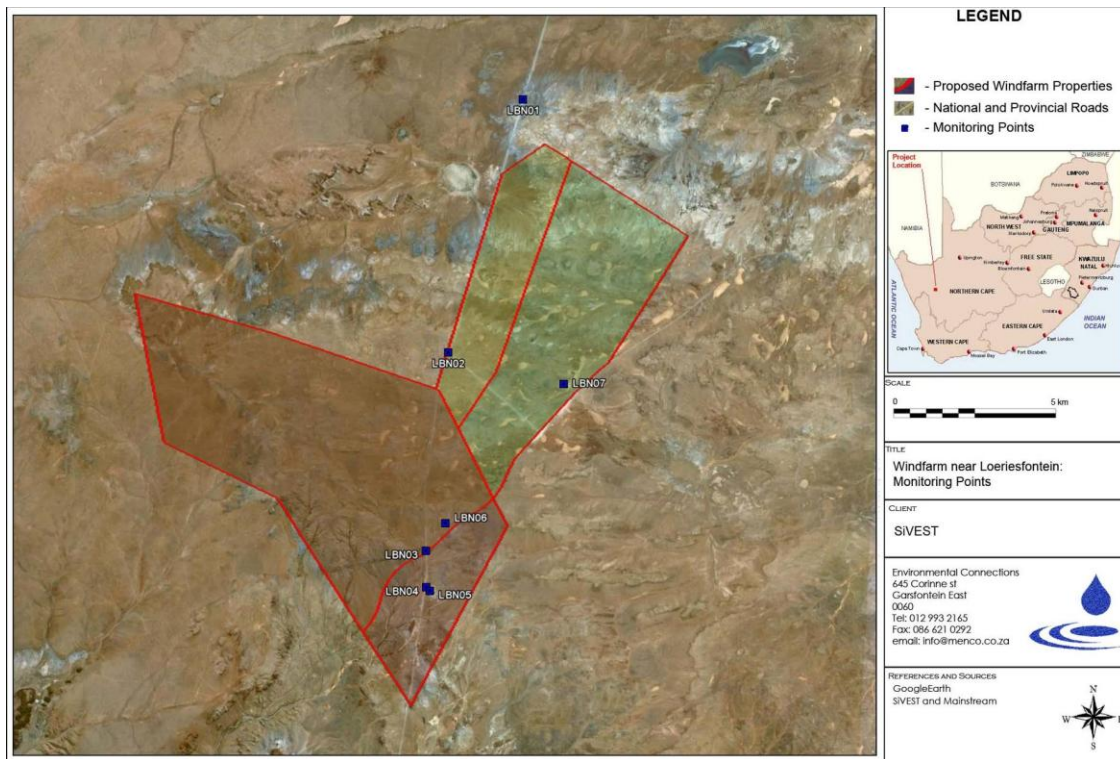 LBN01
LBN02
LBN07
LBN06
LBN03
LBN04
LBN05
LEGEND
- Proposed Windfarm Properties
- National and Provincial Roads
- Monitoring Points
Project
Location
ZIMBABWE
BOTSWANA
LIMPOPO
NAMIBIA
NORTH WEST
GAUTENG
MPUMALANGA
Upington
Kimberley
FREE STATE
KWAZULU
NATAL
LESOTHO
Durban
NORTHERN CAPE
ATLANTIC OCEAN
INDIAN
OCEAN
EASTERN CAPE
East London
WESTERN CAPE
Cape Town
Mossel Bay
Port Elizabeth
SCALE
0 5 km
TITLE
Windfarm near Loeriesfontein:
Monitoring Points
CLIENT
SiVEST
Environmental Connections
645 Corinne st
Garsfontein East
0060
Tel: 012 993 2165
Fax: 086 621 0292
email: info@menco.co.za
REFERENCES AND SOURCES
GoogleEarth
SiVEST and Mainstream
N
W
S